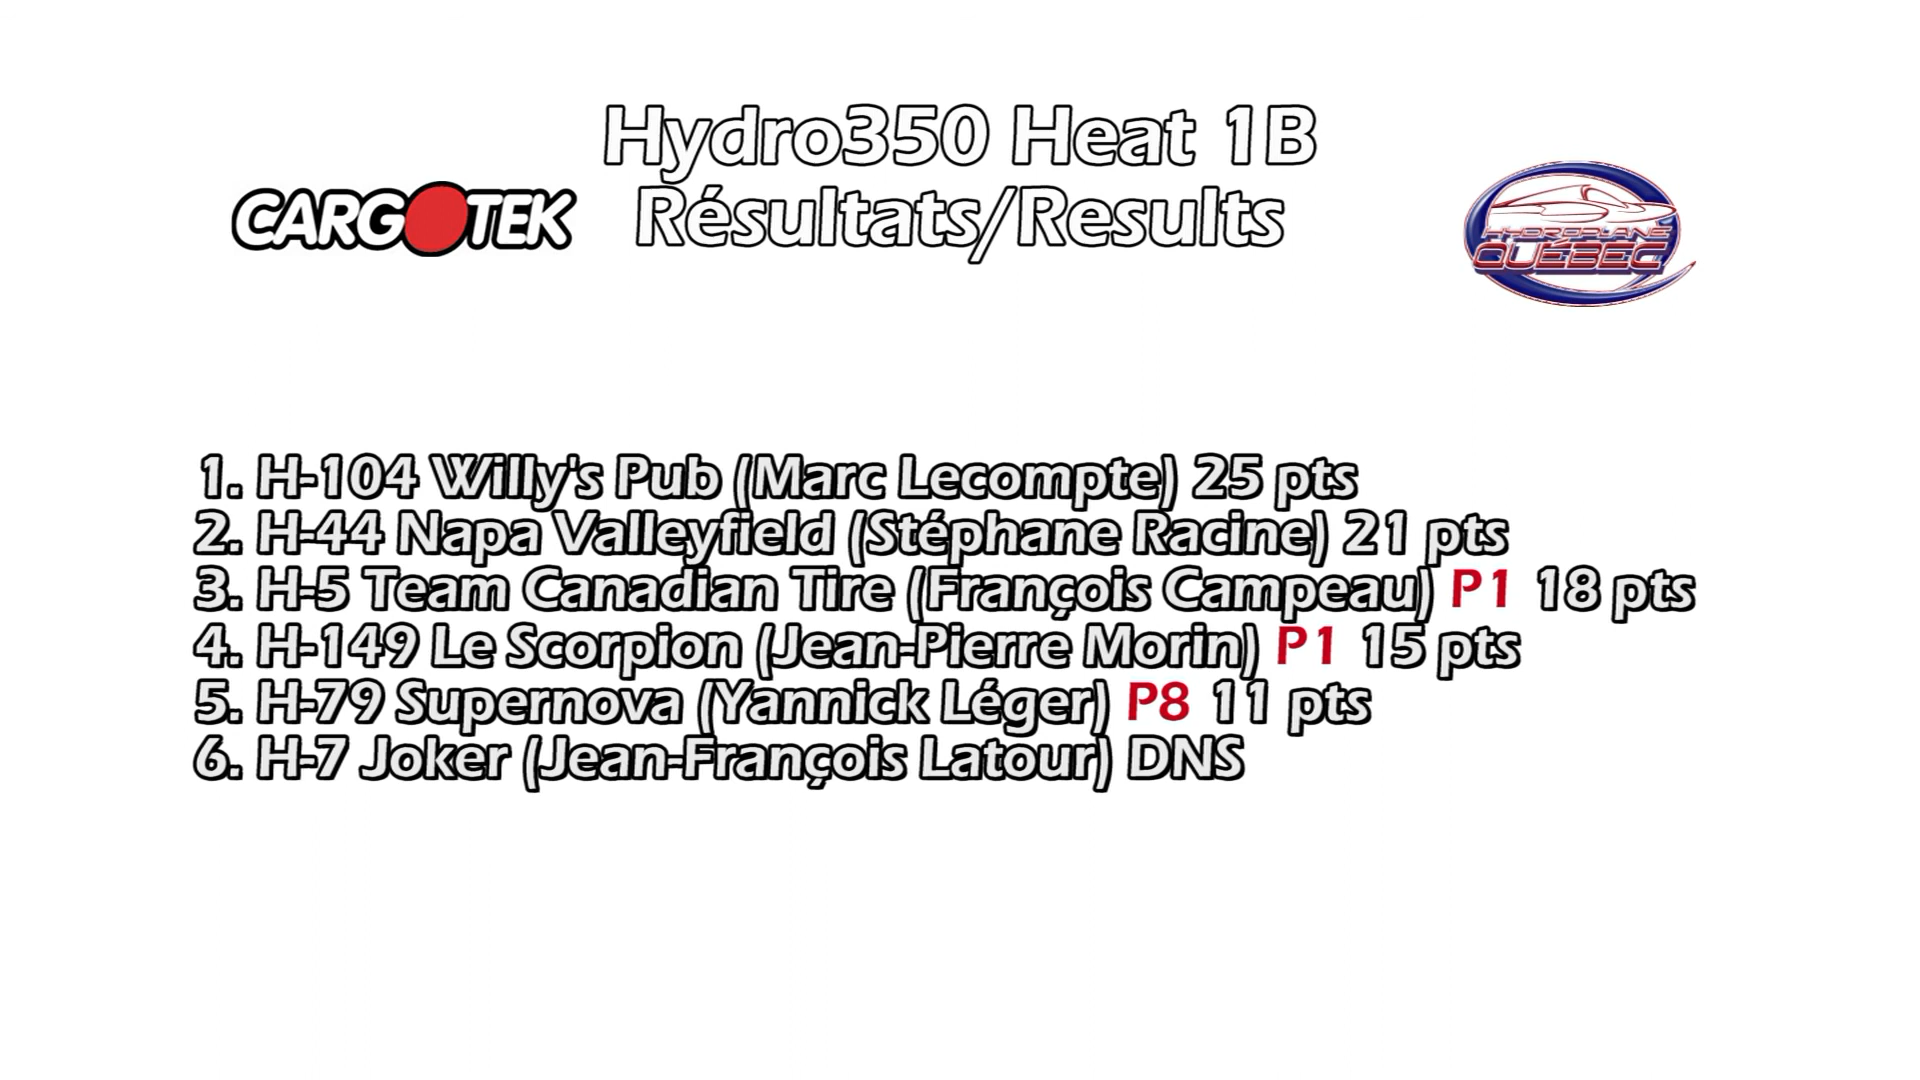 Hydro350 Heat 1B
CARGOTEK
Résultats/Results
HYDROPLANE
QUÉBEC
1. H-104 Willy's Pub (Marc Lecompte) 25 pts
2. H-44 Napa Valleyfield (Stéphane Racine) 21 pts
3. H-5 Team Canadian Tire (François Campeau) P1 18 pts
4. H-149 Le Scorpion (Jean-Pierre Morin) P1 15 pts
5. H-79 Supernova (Yannick Léger) P8 11 pts
6. H-7 Joker (Jean-François Latour) DNS